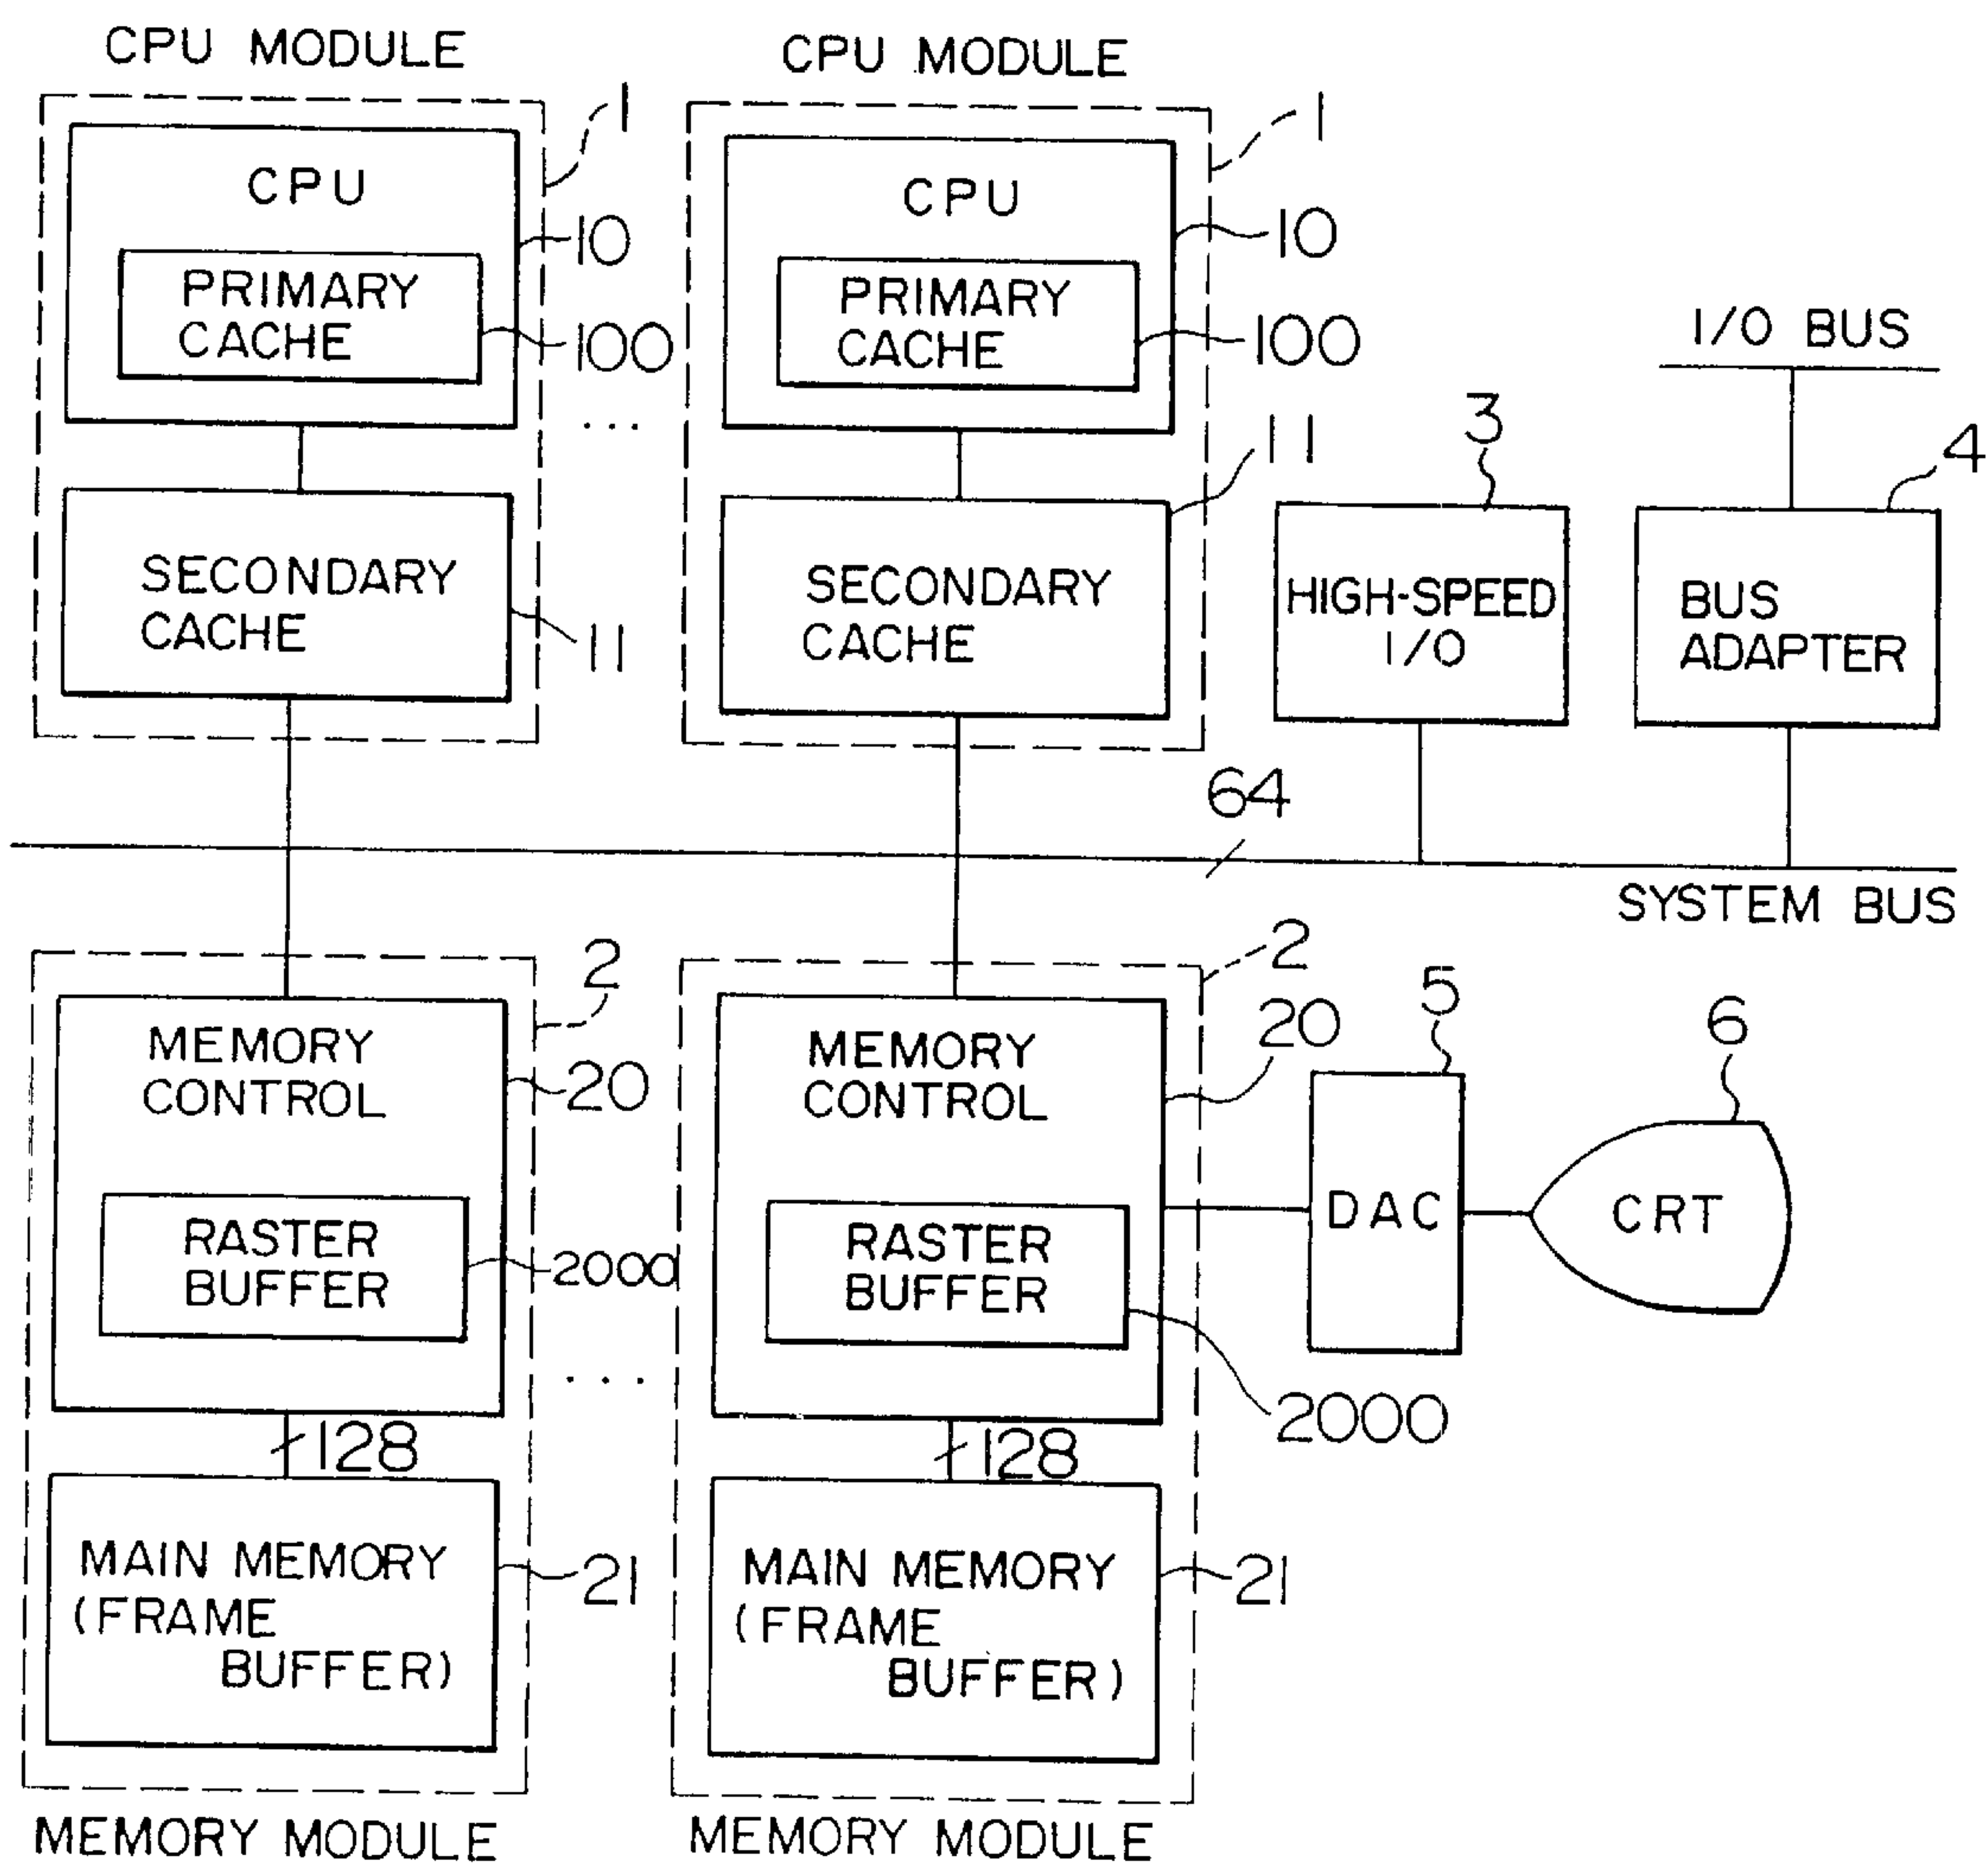 CPU MODULE
CPU MODULE
1
1
CPU
CPU
10
10
PRIMARY
CACHE
PRIMARY
CACHE
100
100
...
I/O BUS
3
4
11
SECONDARY
CACHE
11
SECONDARY
CACHE
HIGH-SPEED
I/O
BUS
ADAPTER
64
SYSTEM BUS
2
2
MEMORY
CONTROL
20
MEMORY
CONTROL
20
5
6
RASTER
BUFFER
2000
RASTER
BUFFER
2000
DAC
CRT
...
128
128
MAIN MEMORY
(FRAME
BUFFER)
21
MAIN MEMORY
(FRAME
BUFFER)
21
MEMORY MODULE
MEMORY MODULE